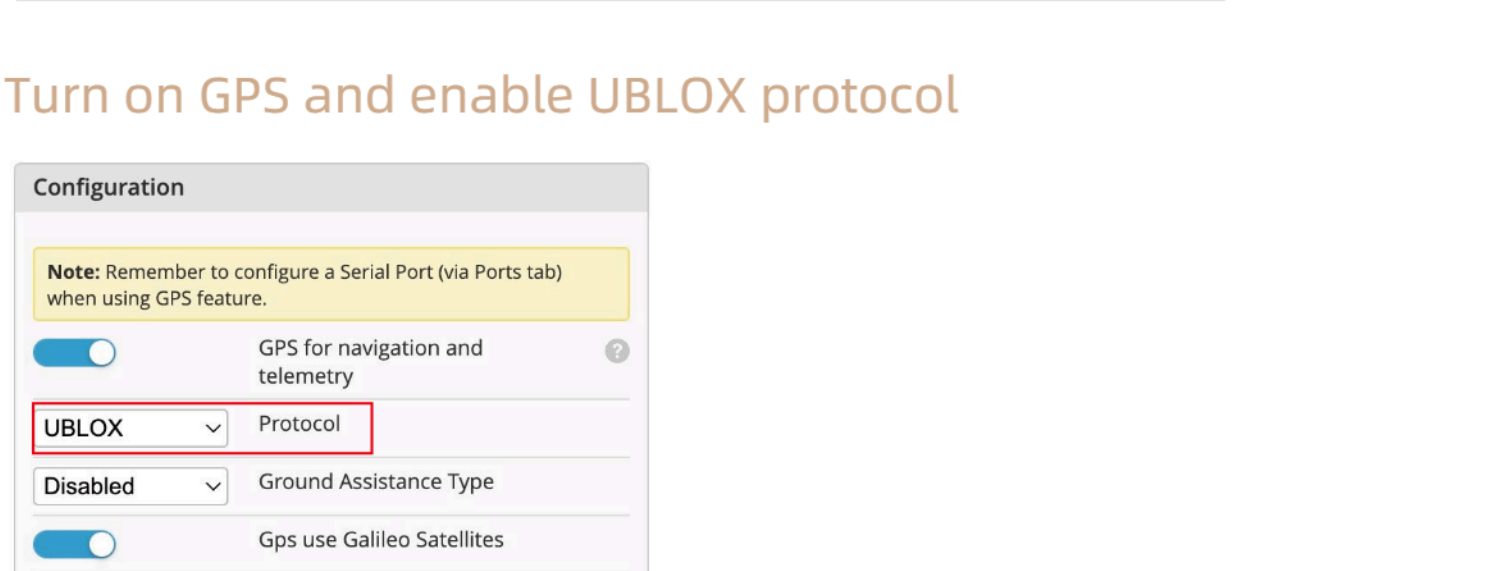 Turn on GPS and enable UBLOX protocol
Configuration
Note: Remember to configure a Serial Port (via Ports tab)
when using GPS feature.
GPS for navigation and
telemetry
?
UBLOX
Protocol
Disabled
Ground Assistance Type
Gps use Galileo Satellites